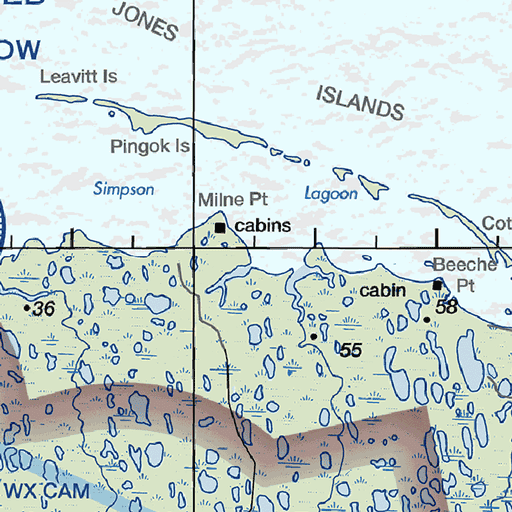 JONES
OW
Leavitt Is
ISLANDS
Pingok Is
Simpson
Lagoon
Milne Pt
cabins
Cot
Beeche
Pt
cabin
36
58
55
WX CAM